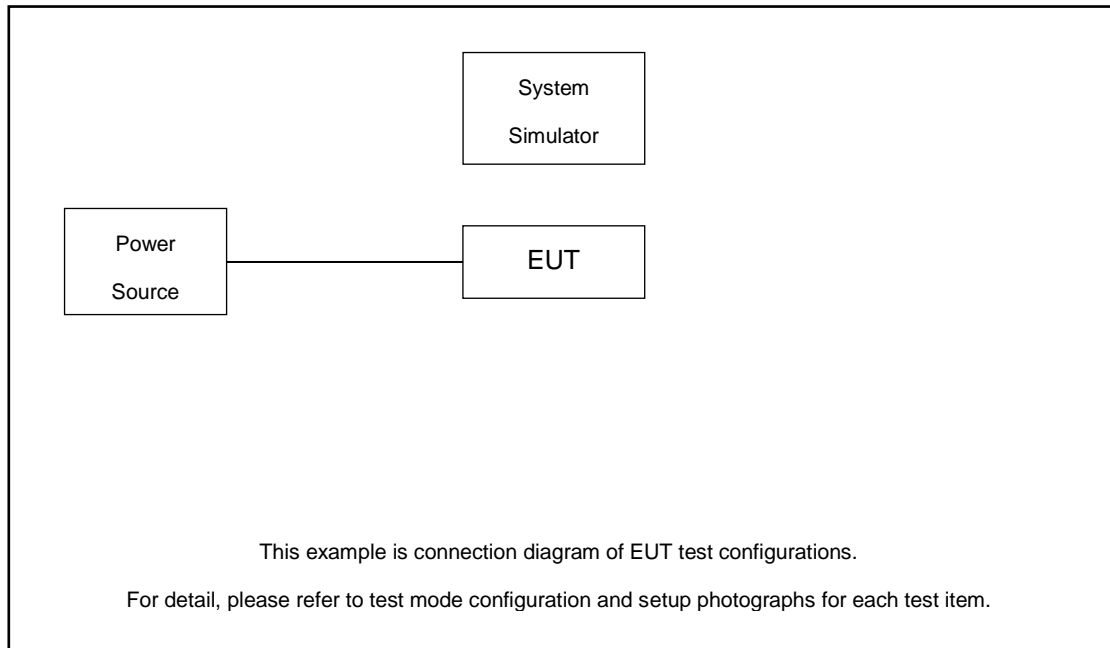 System
Simulator
Power
Source
EUT
This example is connection diagram of EUT test configurations.
For detail, please refer to test mode configuration and setup photographs for each test item.